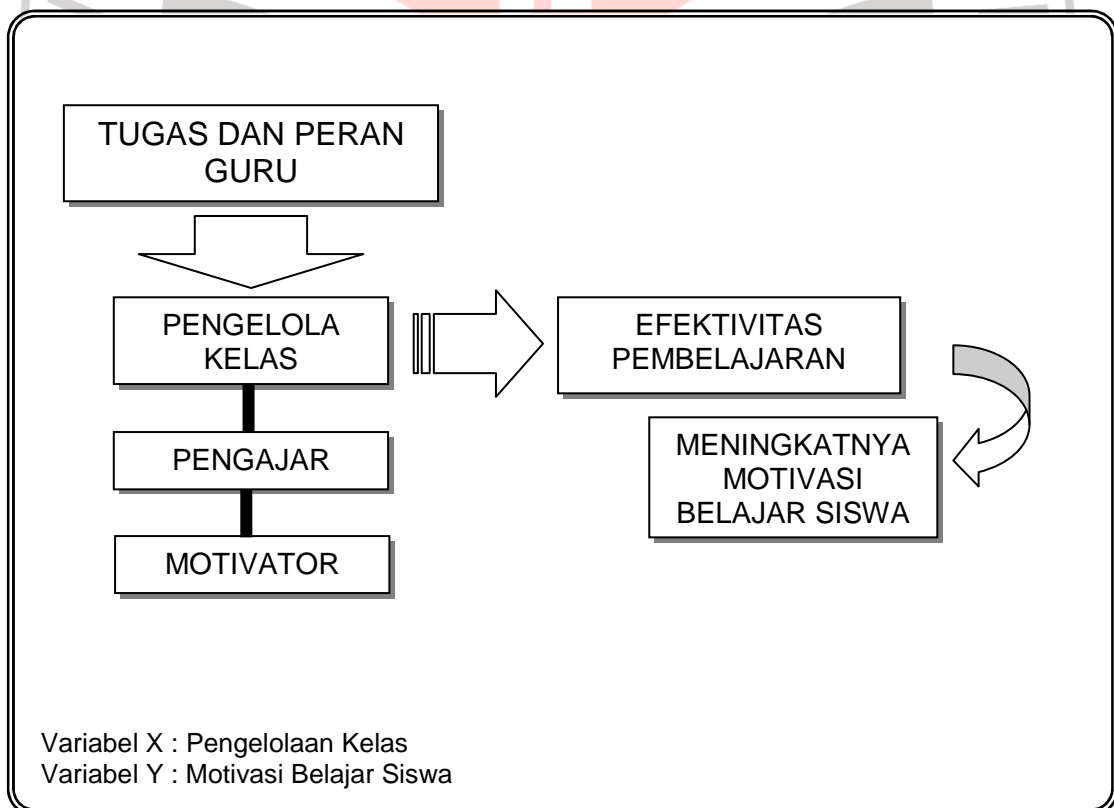 TUGAS DAN PERAN
GURU
PENGELOLA
KELAS
EFEKTIVITAS
PEMBELAJARAN
PENGAJAR
MENINGKATNYA
MOTIVASI
BELAJAR SISWA
MOTIVATOR
Variabel X : Pengelolaan Kelas
Variabel Y : Motivasi Belajar Siswa